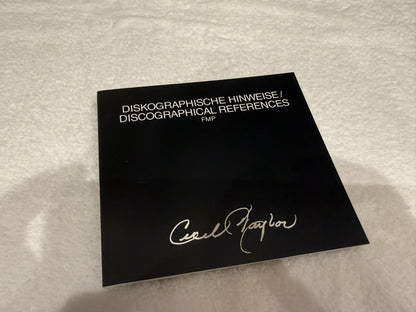 DISKOGRAPHISCHE HINWEISE/
DISCOGRAPHICAL REFERENCES
FMP
Cecil Taylor